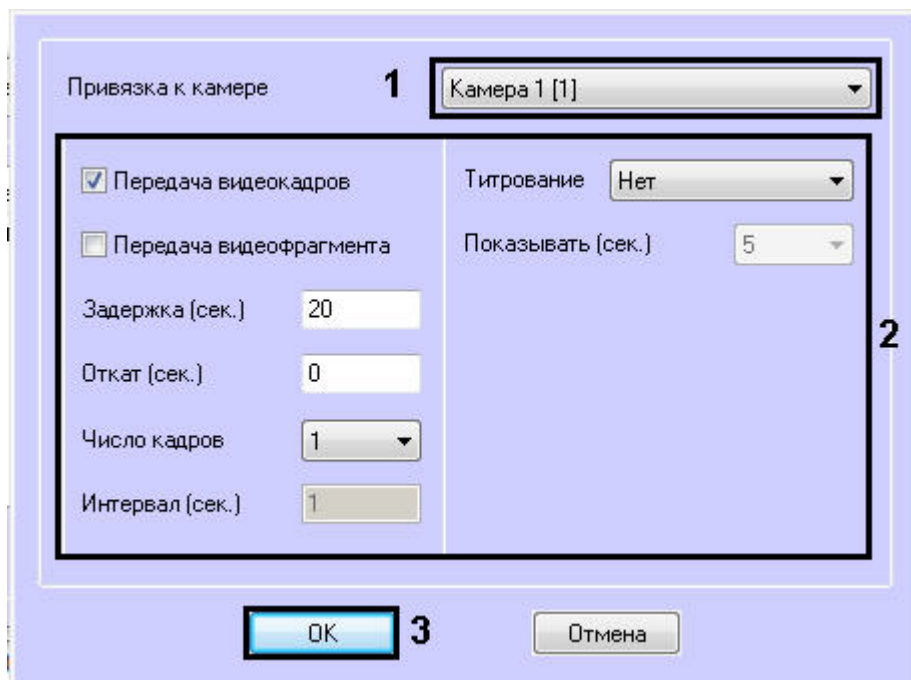 Привязка к камере 1 Камера 1 [1]
Передача видеокадров Титрование Нет
Передача видеофрагмента Показывать (сек.) 5
Задержка (сек.) 20
2
Откат (сек.) 0
Число кадров 1
Интервал (сек.) 1
OK 3 Отмена